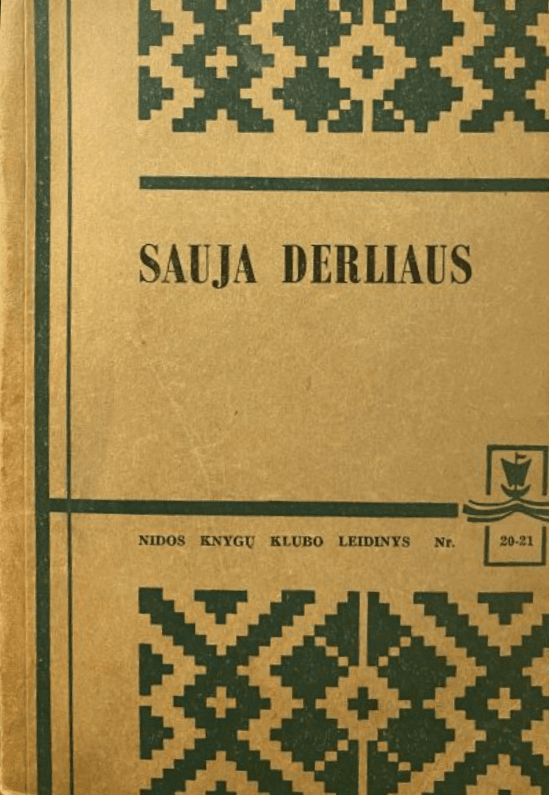 SAUJA DERLIAUS
NIDOS KNYGŲ KLUBO LEIDINYS Nr. 20-21